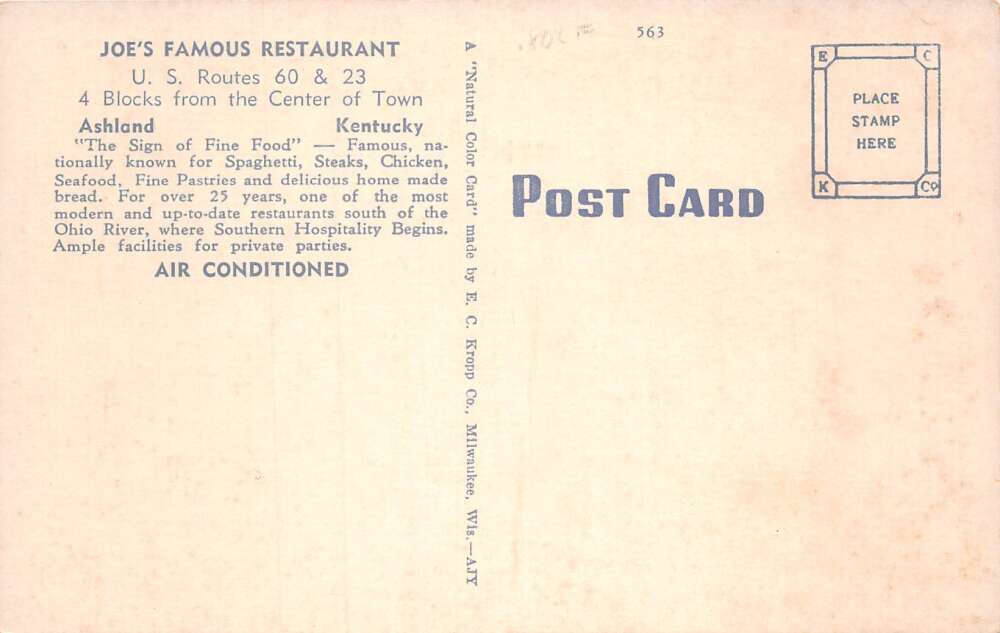 JOE'S FAMOUS RESTAURANT
U. S. Routes 60 & 23
4 Blocks from the Center of Town
Ashland Kentucky
"The Sign of Fine Food" — Famous, na-
tionally known for Spaghetti, Steaks, Chicken,
Seafood, Fine Pastries and delicious home made
bread. For over 25 years, one of the most
modern and up-to-date restaurants south of the
Ohio River, where Southern Hospitality Begins.
Ample facilities for private parties.
AIR CONDITIONED
A "Natural Color Card" made by E. C. Kropp Co., Milwaukee, Wis.—AJY
563
POST CARD
E C
PLACE
STAMP
HERE
K Co